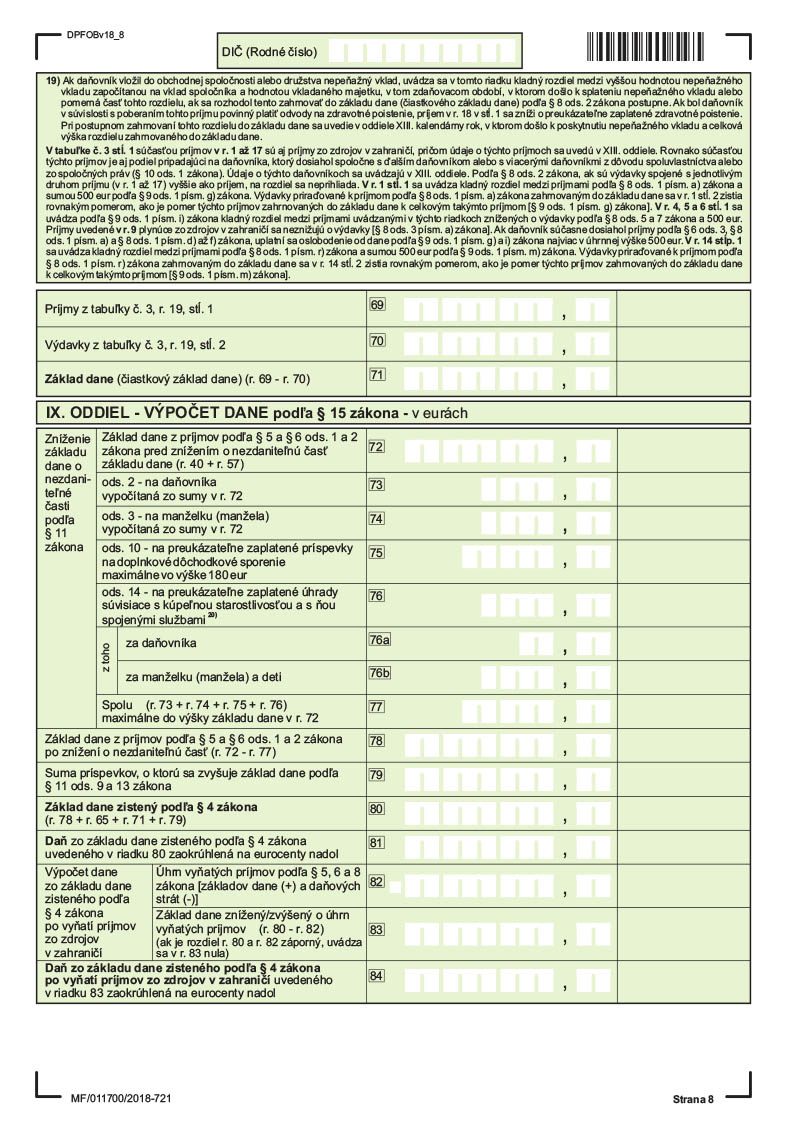 DPFOBv18_8
DIČ (Rodné číslo)
19) Ak daňovník vložil do obchodnej spoločnosti alebo družstva nepeňažný vklad, uvádza sa v tomto riadku kladný rozdiel medzi vyššou hodnotou nepeňažného
vkladu započítanou na vklad spoločníka a hodnotou vkladaného majetku, v tom zdaňovacom období, v ktorom došlo k splateniu nepeňažného vkladu alebo
pomerná časť tohto rozdielu, ak sa rozhodol tento zahrnovať do základu dane (čiastkového základu dane) podľa § 8 ods. 2 zákona postupne. Ak bol daňovník
v súvislosti s poberaním tohto príjmu povinný platiť odvody na zdravotné poistenie, príjem v r. 18 v stĺ. 1 sa zníži o preukázateľne zaplatené zdravotné poistenie.
Pri postupnom zahrnovaní tohto rozdielu do základu dane sa uvedie v oddiele XIII. kalendárny rok, v ktorom došlo k poskytnutiu nepeňažného vkladu a celková
výška rozdielu zahrnovaného do základu dane.
V tabuľke č. 3 stĺ. 1 súčasťou príjmov v r. 1 až 17 sú aj príjmy zo zdrojov v zahraničí, pričom údaje o týchto príjmoch sa uvedú v XIII. oddiele. Rovnako súčasťou
týchto príjmov je aj podiel pripadajúci na daňovníka, ktorý dosiahol spoločne s ďalším daňovníkom alebo s viacerými daňovníkmi z dôvodu spoluvlastníctva alebo
zo spoločných práv (§ 10 ods. 1 zákona). Údaje o týchto daňovníkoch sa uvádzajú v XIII. oddiele. Podľa § 8 ods. 2 zákona, ak sú výdavky spojené s jednotlivým
druhom príjmu (v r. 1 až 17) vyššie ako príjem, na rozdiel sa neprihliada. V r. 1 stĺ. 1 sa uvádza kladný rozdiel medzi príjmami podľa § 8 ods. 1 písm. a) zákona a
sumou 500 eur podľa § 9 ods. 1 písm. g) zákona. Výdavky priraďované k príjmom podľa § 8 ods. 1 písm. a) zákona zahrnovaným do základu dane sa v r. 1 stĺ. 2 zistia
rovnakým pomerom, ako je pomer týchto príjmov zahrnovaných do základu dane k celkovým takýmto príjmom [§ 9 ods. 1 písm. g) zákona]. V r. 4, 5 a 6 stĺ. 1 sa
uvádza podľa § 9 ods. 1 písm. i) zákona kladný rozdiel medzi príjmami uvádzanými v týchto riadkoch znížených o výdavky podľa § 8 ods. 5 a 7 zákona a 500 eur.
Príjmy uvedené v r. 9 plynúce zo zdrojov v zahraničí sa neznižujú o výdavky [§ 8 ods. 3 písm. a) zákona]. Ak daňovník súčasne dosiahol príjmy podľa § 6 ods. 3, § 8
ods. 1 písm. a) a § 8 ods. 1 písm. d) až f) zákona, uplatní sa oslobodenie od dane podľa § 9 ods. 1 písm. g) a i) zákona najviac v úhrnnej výške 500 eur. V r. 14 stĺp. 1
sa uvádza kladný rozdiel medzi príjmami podľa § 8 ods. 1 písm. r) zákona a sumou 500 eur podľa § 9 ods. 1 písm. m) zákona. Výdavky priraďované k príjmom podľa
§ 8 ods. 1 písm. r) zákona zahrnovaným do základu dane sa v r. 14 stĺ. 2 zistia rovnakým pomerom, ako je pomer týchto príjmov zahrnovaných do základu dane
k celkovým takýmto príjmom [§ 9 ods. 1 písm. m) zákona].
Príjmy z tabuľky č. 3, r. 19, stĺ. 1 69 ,
Výdavky z tabuľky č. 3, r. 19, stĺ. 2 70 ,
Základ dane (čiastkový základ dane) (r. 69 - r. 70) 71 ,
IX. ODDIEL - VÝPOČET DANE podľa § 15 zákona - v eurách
Zníženie
základu
dane o
nezdani-
teľné
časti
podľa
§ 11
zákona
Základ dane z príjmov podľa § 5 a § 6 ods. 1 a 2
zákona pred znížením o nezdaniteľnú časť
základu dane (r. 40 + r. 57)
72 ,
ods. 2 - na daňovníka
vypočítaná zo sumy v r. 72
73 ,
ods. 3 - na manželku (manžela)
vypočítaná zo sumy v r. 72
74 ,
ods. 10 - na preukázateľne zaplatené príspevky
na doplnkové dôchodkové sporenie
maximálne vo výške 180 eur
75 ,
ods. 14 - na preukázateľne zaplatené úhrady
súvisiace s kúpeľnou starostlivosťou a s ňou
spojenými službami 20)
76 ,
z toho
za daňovníka 76a ,
za manželku (manžela) a deti 76b ,
Spolu (r. 73 + r. 74 + r. 75 + r. 76)
maximálne do výšky základu dane v r. 72
77 ,
Základ dane z príjmov podľa § 5 a § 6 ods. 1 a 2 zákona
po znížení o nezdaniteľnú časť (r. 72 - r. 77)
78 ,
Suma príspevkov, o ktorú sa zvyšuje základ dane podľa
§ 11 ods. 9 a 13 zákona
79 ,
Základ dane zistený podľa § 4 zákona
(r. 78 + r. 65 + r. 71 + r. 79)
80 ,
Daň zo základu dane zisteného podľa § 4 zákona
uvedeného v riadku 80 zaokrúhlená na eurocenty nadol
81 ,
Výpočet dane
zo základu dane
zisteného podľa
§ 4 zákona
po vyňatí príjmov
zo zdrojov
v zahraničí
Úhrn vyňatých príjmov podľa § 5, 6 a 8
zákona [základov dane (+) a daňových
strát (-)]
82 ,
Základ dane znížený/zvýšený o úhrn
vyňatých príjmov (r. 80 - r. 82)
(ak je rozdiel r. 80 a r. 82 záporný, uvádza
sa v r. 83 nula)
83 ,
Daň zo základu dane zisteného podľa § 4 zákona
po vyňatí príjmov zo zdrojov v zahraničí uvedeného
v riadku 83 zaokrúhlená na eurocenty nadol
84 ,
MF/011700/2018-721
Strana 8